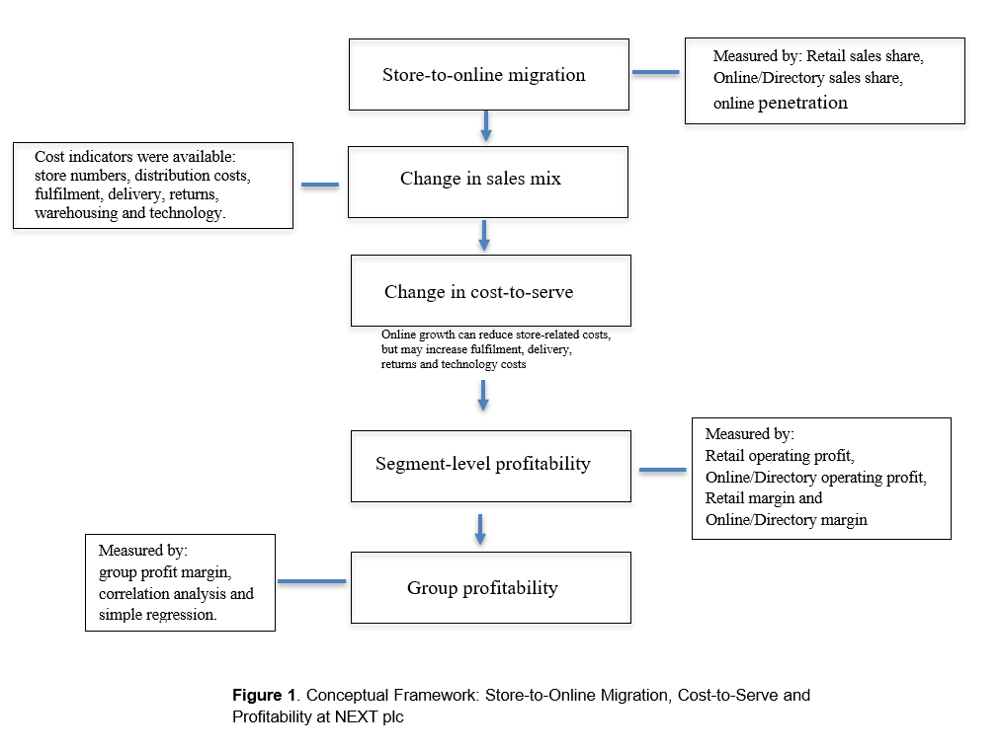 Store-to-online migration
Measured by: Retail sales share,
Online/Directory sales share,
online penetration
Cost indicators were available:
store numbers, distribution costs,
fulfilment, delivery, returns,
warehousing and technology.
Change in sales mix
Change in cost-to-serve
Online growth can reduce store-related costs,
but may increase fulfilment, delivery,
returns and technology costs
Segment-level profitability
Measured by:
Retail operating profit,
Online/Directory operating profit,
Retail margin and
Online/Directory margin
Measured by:
group profit margin,
correlation analysis and
simple regression.
Group profitability
Figure 1. Conceptual Framework: Store-to-Online Migration, Cost-to-Serve and
Profitability at NEXT plc